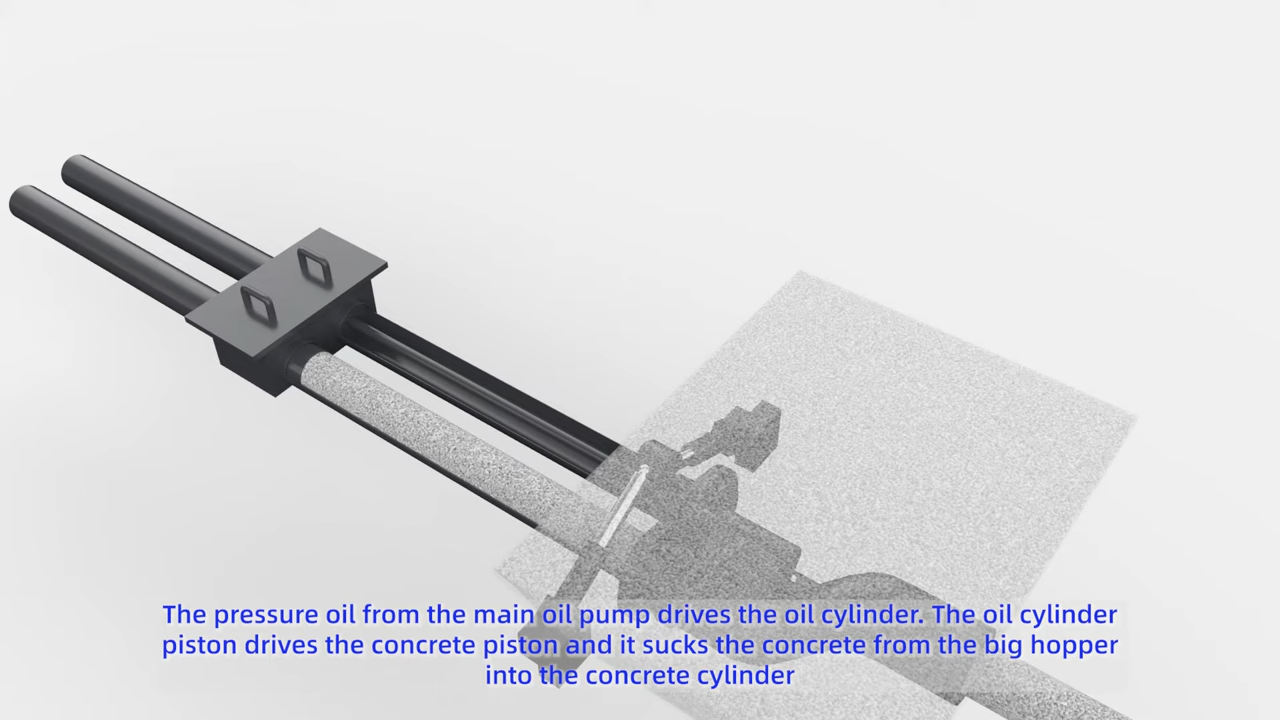 The pressure oil from the main oil pump drives the oil cylinder. The oil cylinder
piston drives the concrete piston and it sucks the concrete from the big hopper
into the concrete cylinder